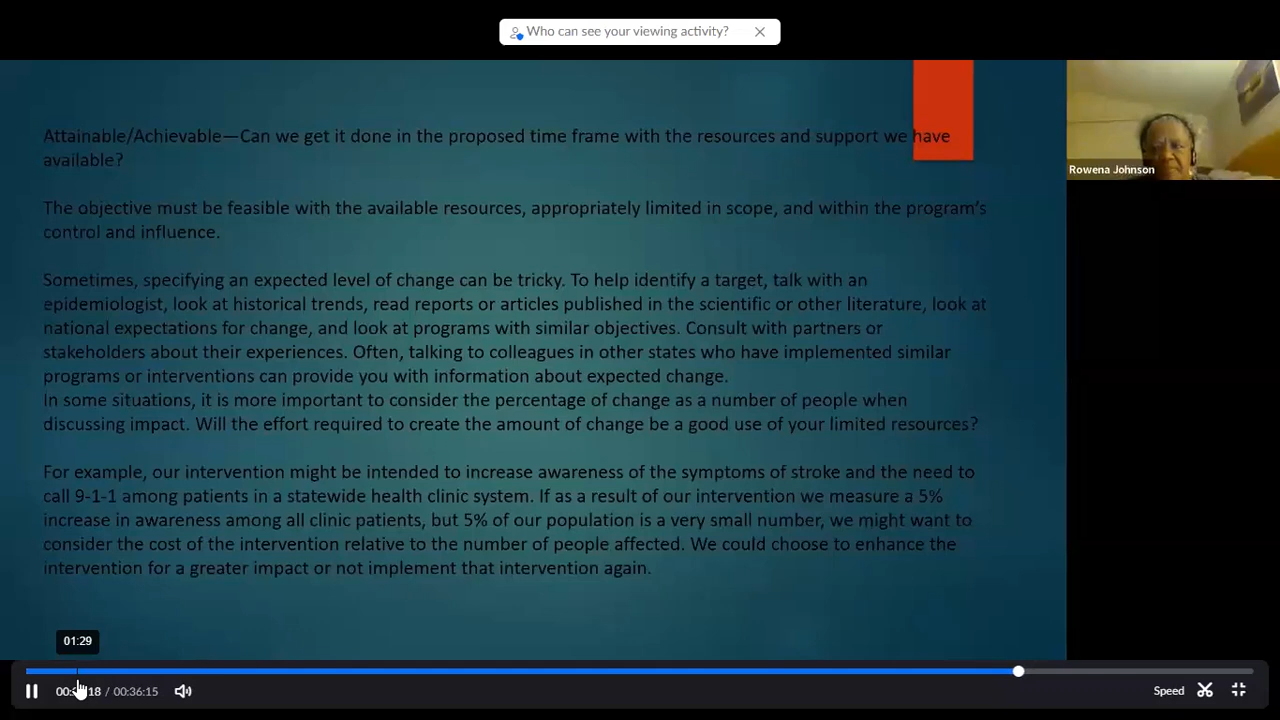 Who can see your viewing activity?
Attainable/Achievable—Can we get it done in the proposed time frame with the resources and support we have
available?
The objective must be feasible with the available resources, appropriately limited in scope, and within the program's
control and influence.
Sometimes, specifying an expected level of change can be tricky. To help identify a target, talk with an
epidemiologist, look at historical trends, read reports or articles published in the scientific or other literature, look at
national expectations for change, and look at programs with similar objectives. Consult with partners or
stakeholders about their experiences. Often, talking to colleagues in other states who have implemented similar
programs or interventions can provide you with information about expected change.
In some situations, it is more important to consider the percentage of change as a number of people when
discussing impact. Will the effort required to create the amount of change be a good use of your limited resources?
For example, our intervention might be intended to increase awareness of the symptoms of stroke and the need to
call 9-1-1 among patients in a statewide health clinic system. If as a result of our intervention we measure a 5%
increase in awareness among all clinic patients, but 5% of our population is a very small number, we might want to
consider the cost of the intervention relative to the number of people affected. We could choose to enhance the
intervention for a greater impact or not implement that intervention again.
Rowena Johnson
01:29
/ 00:36:15
Speed